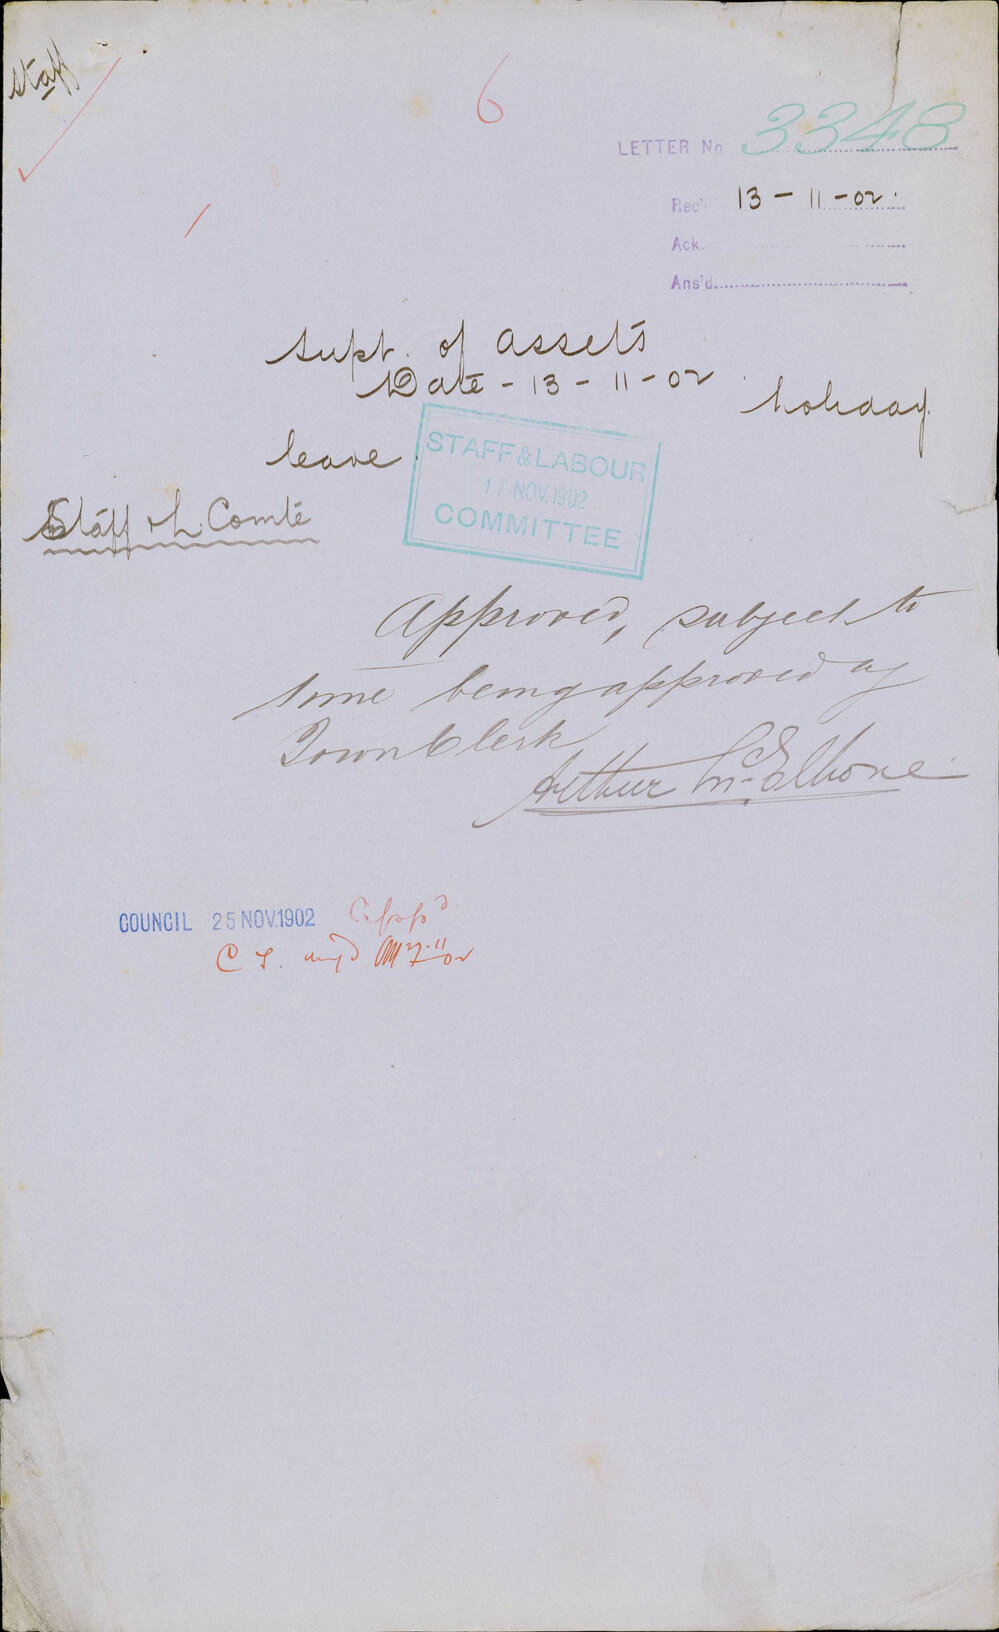 Staff
6
LETTER No 3348
Rec'd 13-11-02.
Ack.
Ans'd
Supt. of Assets
Date - 13-11-02.
holiday
leave
STAFF & LABOUR
17 NOV. 1902
COMMITTEE
Staff & L Comte
Approved, subject to
time being approved by
Town Clerk
Arthur McElhone
COUNCIL 25 NOV. 1902 C appd
C S.